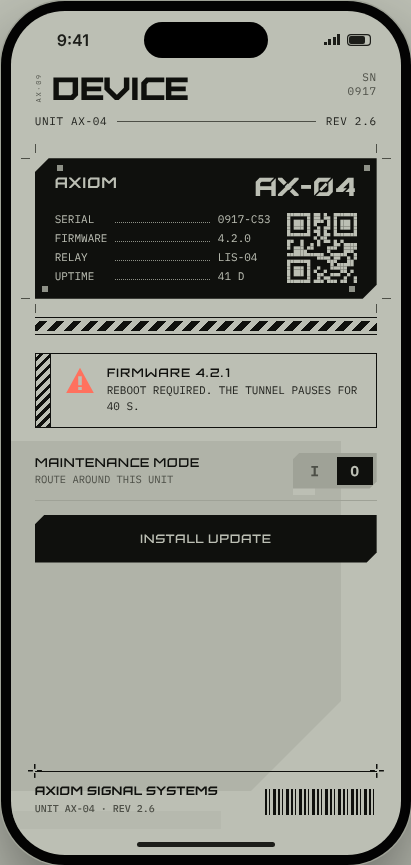 9:41
AX-09
DEVICE
SN
0917
UNIT AX-04
REV 2.6
AXIOM
AX-04
SERIAL 0917-C53
FIRMWARE 4.2.0
RELAY LIS-04
UPTIME 41 D
FIRMWARE 4.2.1
REBOOT REQUIRED. THE TUNNEL PAUSES FOR
40 S.
MAINTENANCE MODE
ROUTE AROUND THIS UNIT
I O
INSTALL UPDATE
AXIOM SIGNAL SYSTEMS
UNIT AX-04 · REV 2.6